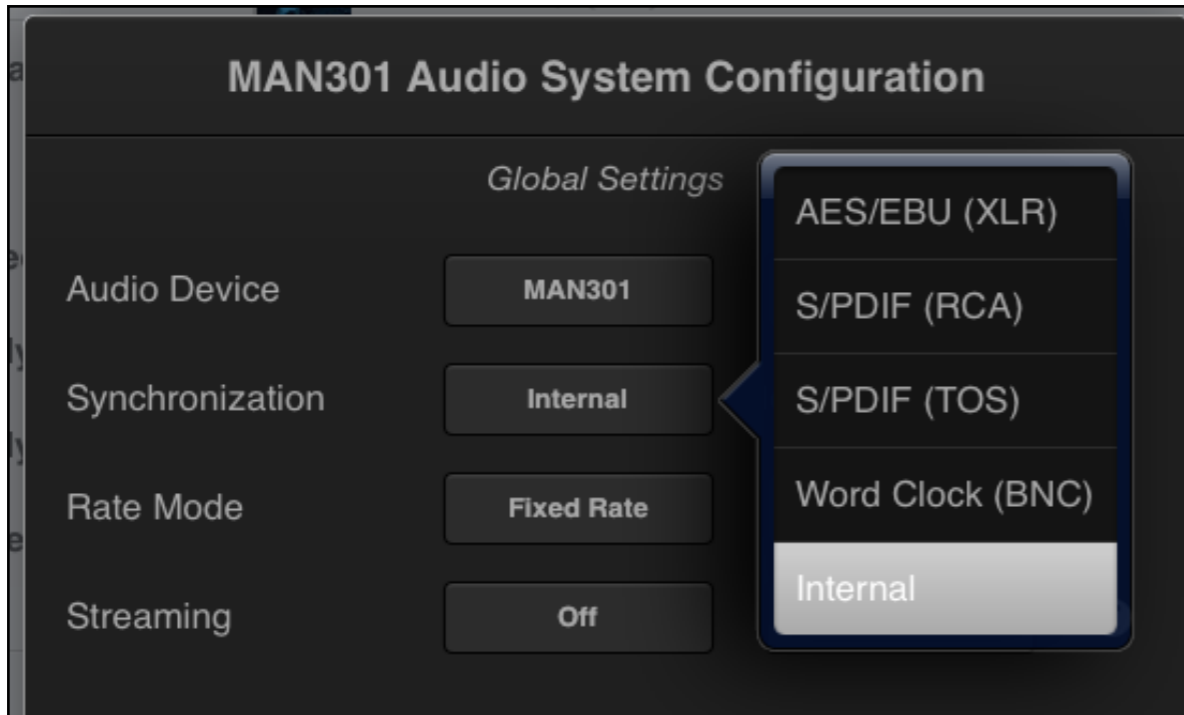 MAN301 Audio System Configuration
Global Settings
Audio Device
MAN301
Synchronization
Internal
Rate Mode
Fixed Rate
Streaming
Off
AES/EBU (XLR)
S/PDIF (RCA)
S/PDIF (TOS)
Word Clock (BNC)
Internal